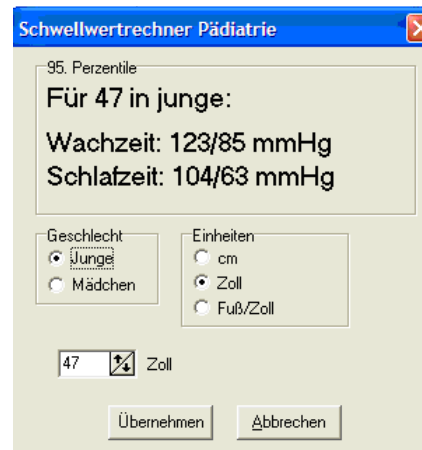 Schwellwertrechner Pädiatrie
95. Perzentile
Für 47 in junge:
Wachzeit: 123/85 mmHg
Schlafzeit: 104/63 mmHg
Geschlecht
Junge
Mädchen
Einheiten
cm
Zoll
Fuß/Zoll
47 Zoll
Übernehmen Abbrechen